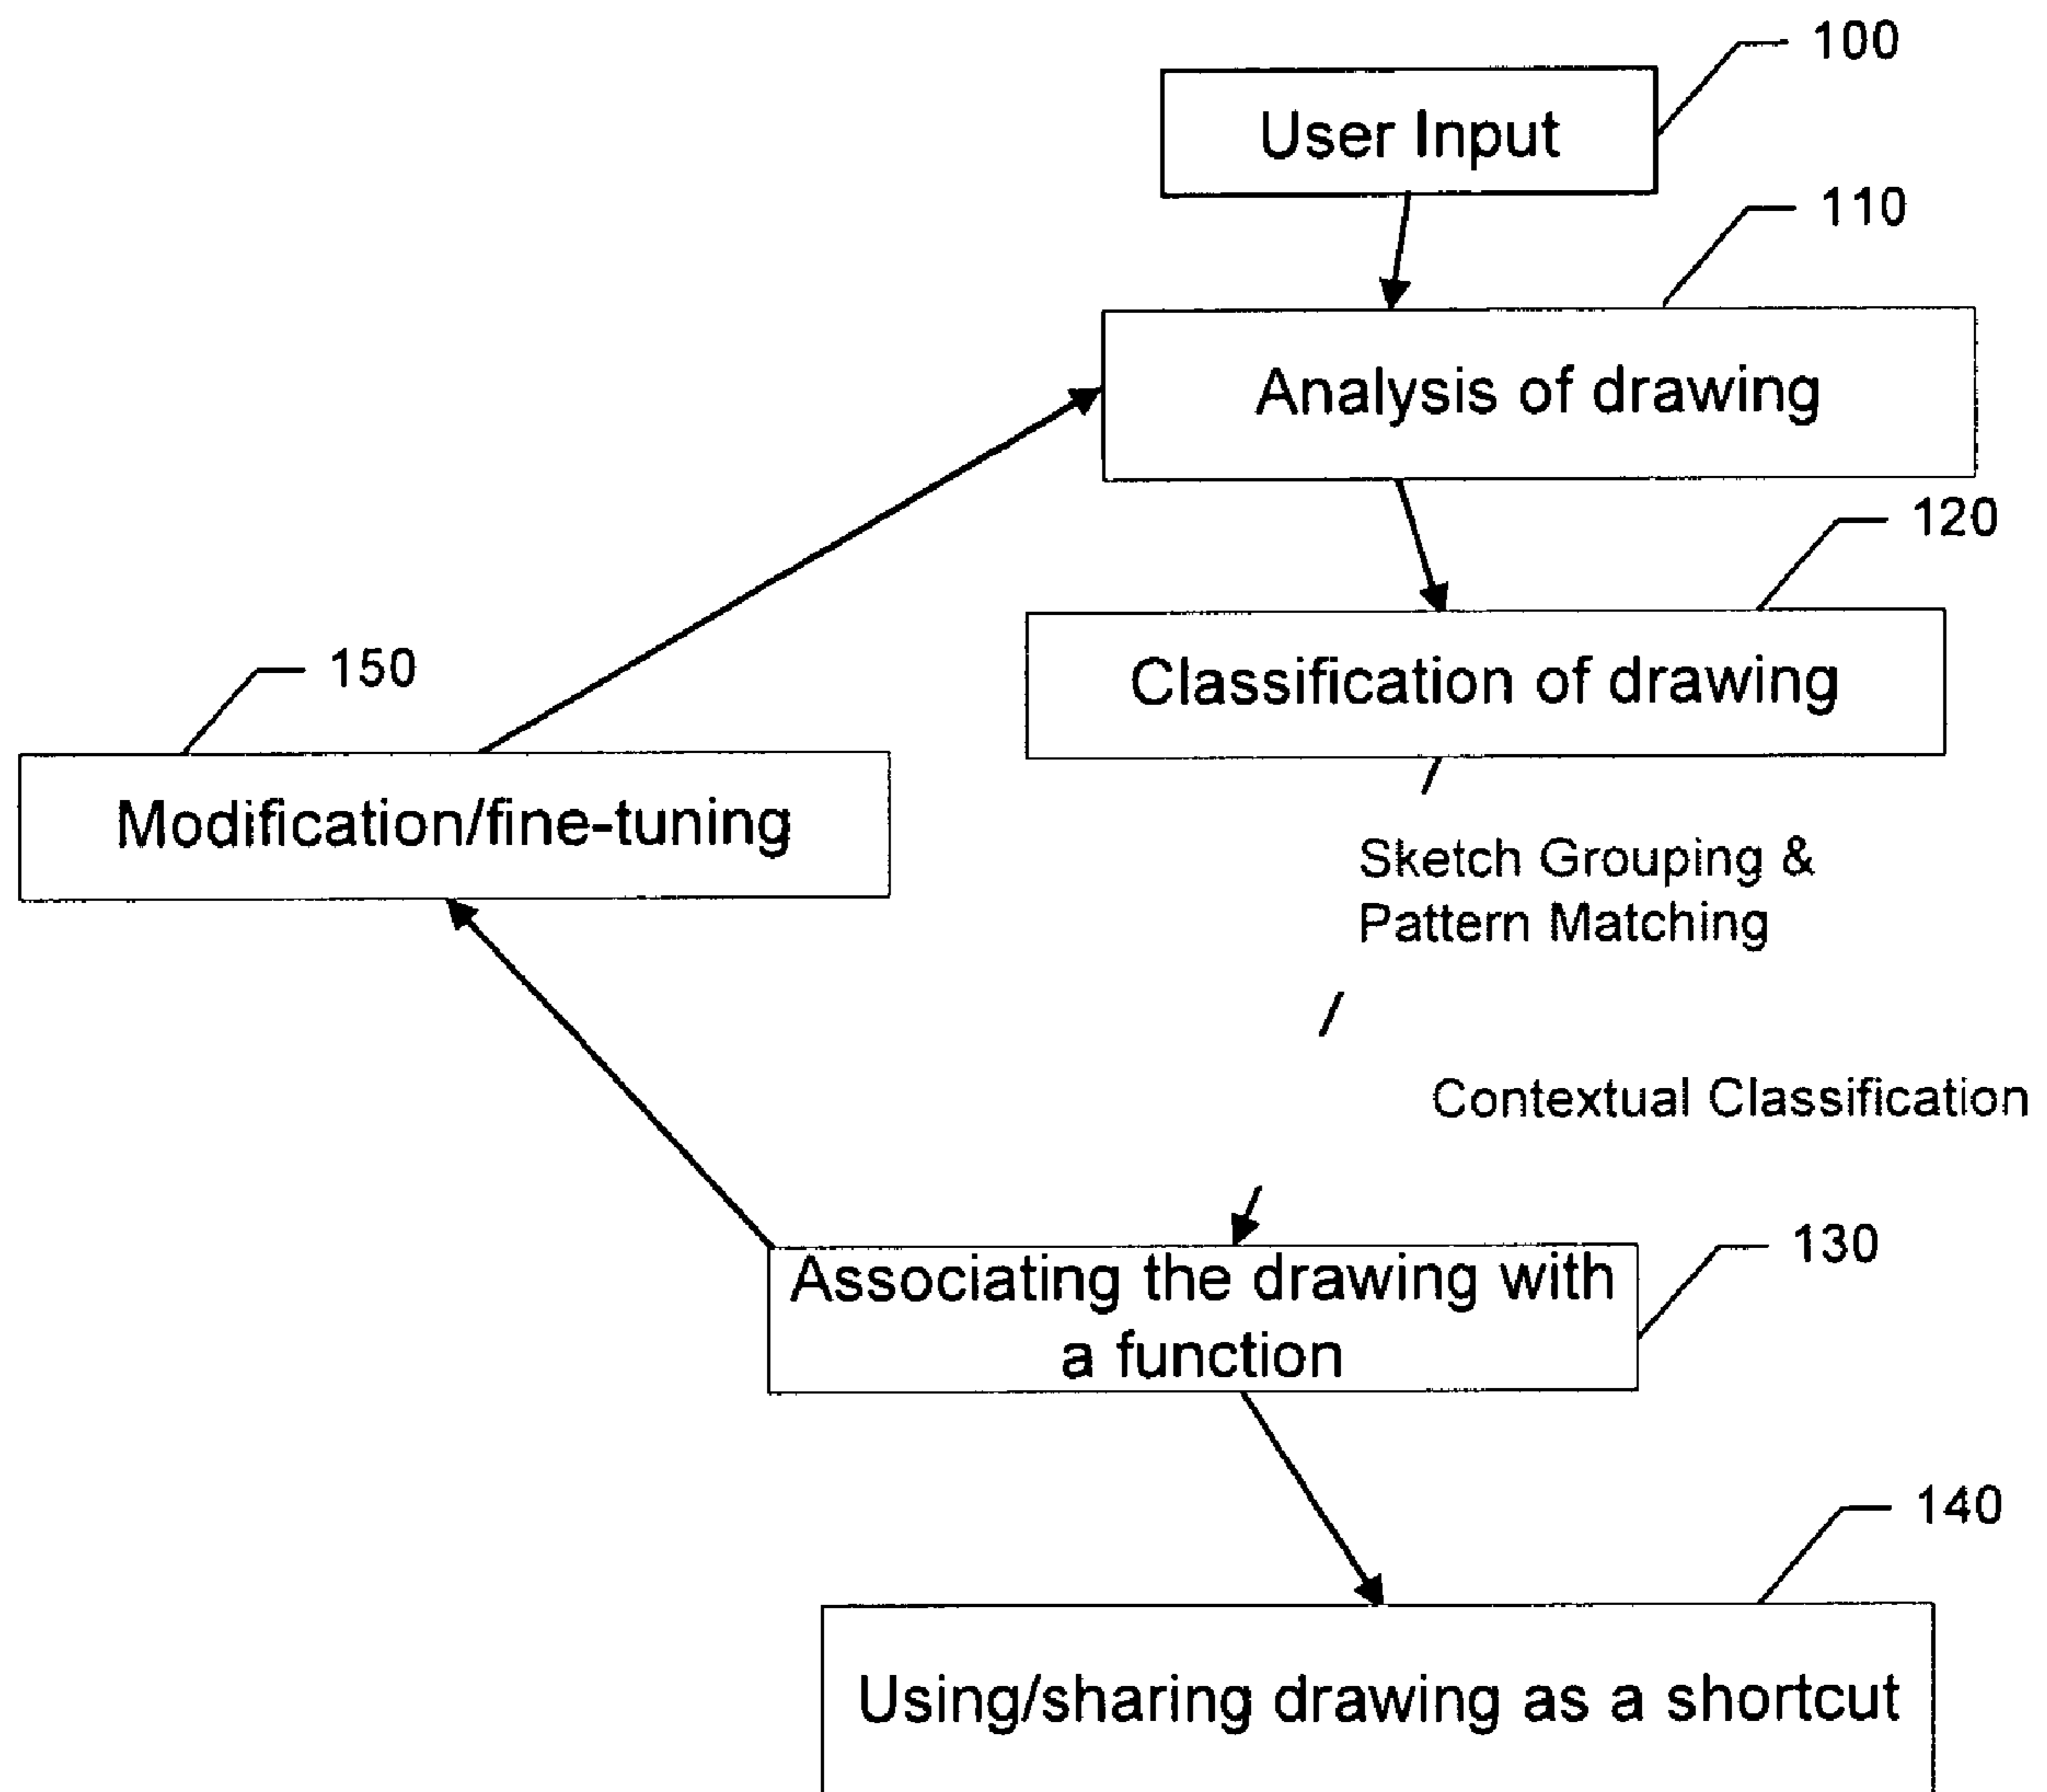 100
User Input
110
Analysis of drawing
120
Classification of drawing
150
Modification/fine-tuning
Sketch Grouping &
Pattern Matching
Contextual Classification
130
Associating the drawing with
a function
140
Using/sharing drawing as a shortcut